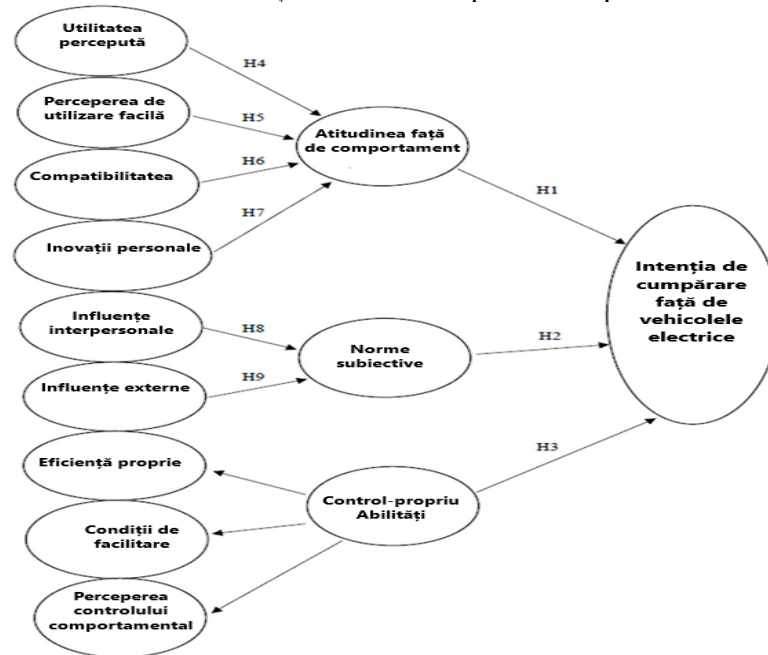 Utilitatea
percepută
H4
Perceperea de
utilizare facilă
H5
Atitudinea față
de comportament
Compatibilitatea
H6
H1
Inovații personale
H7
Intenția de
cumpărare
față de
vehiculele
electrice
Influențe
interpersonale
H8
Norme
subiective
H2
Influențe externe
H9
Eficiență proprie
H3
Control-propriu
Abilități
Condiții de
facilitare
Perceperea
controlului
comportamental